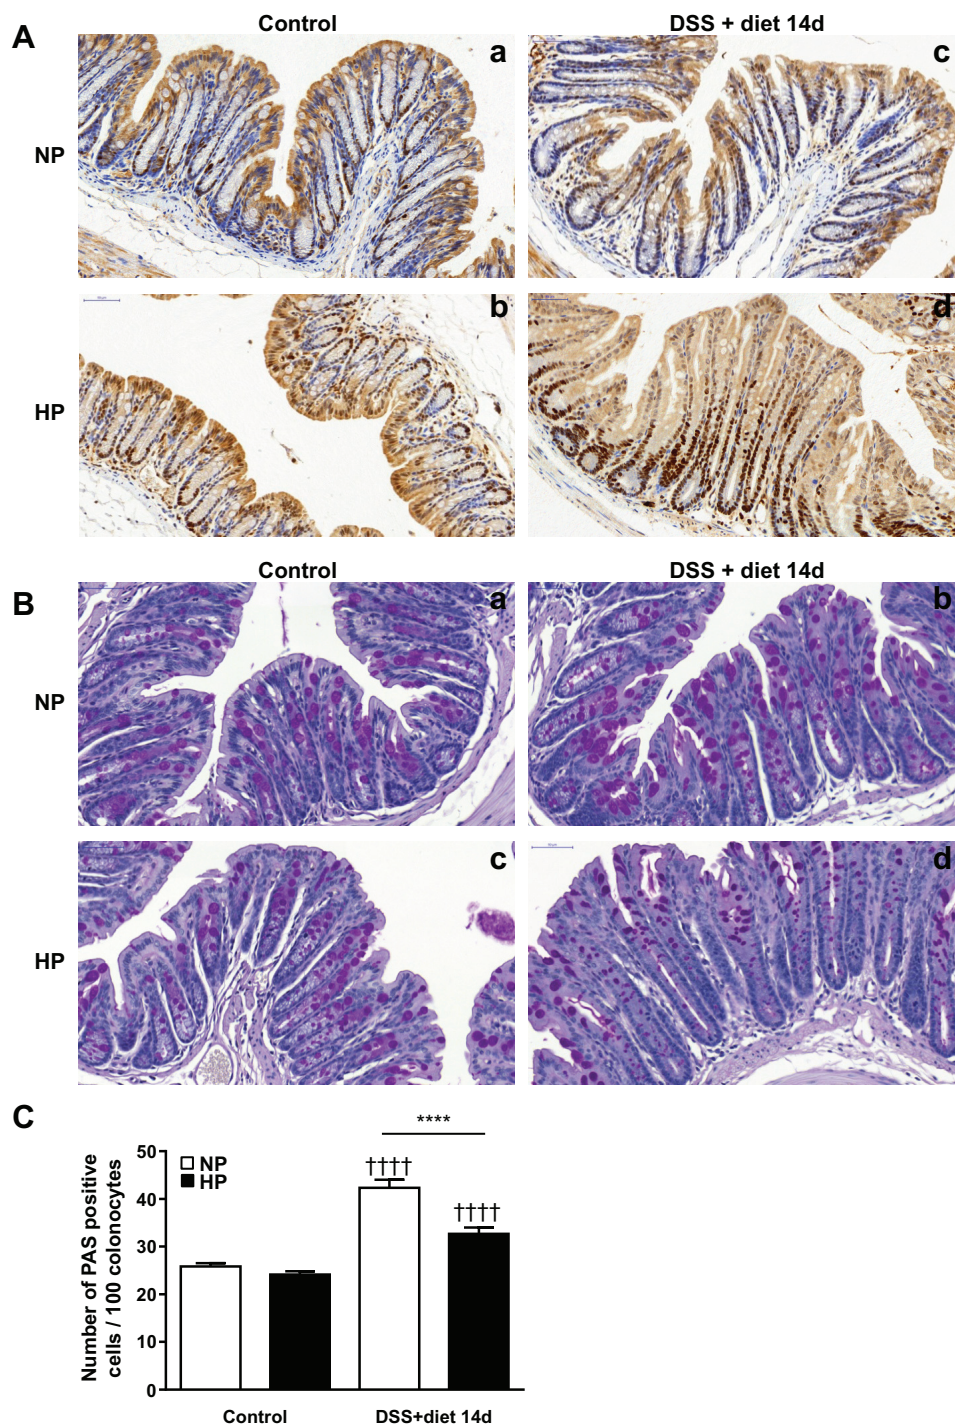 A
Control
DSS + diet 14d
NP
a
c
HP
b
d
B
Control
DSS + diet 14d
NP
a
b
HP
c
d
C
****
Number of PAS positive
cells / 100 colonocytes
50
40
30
20
10
0
NP
HP
††††
††††
Control
DSS+diet 14d